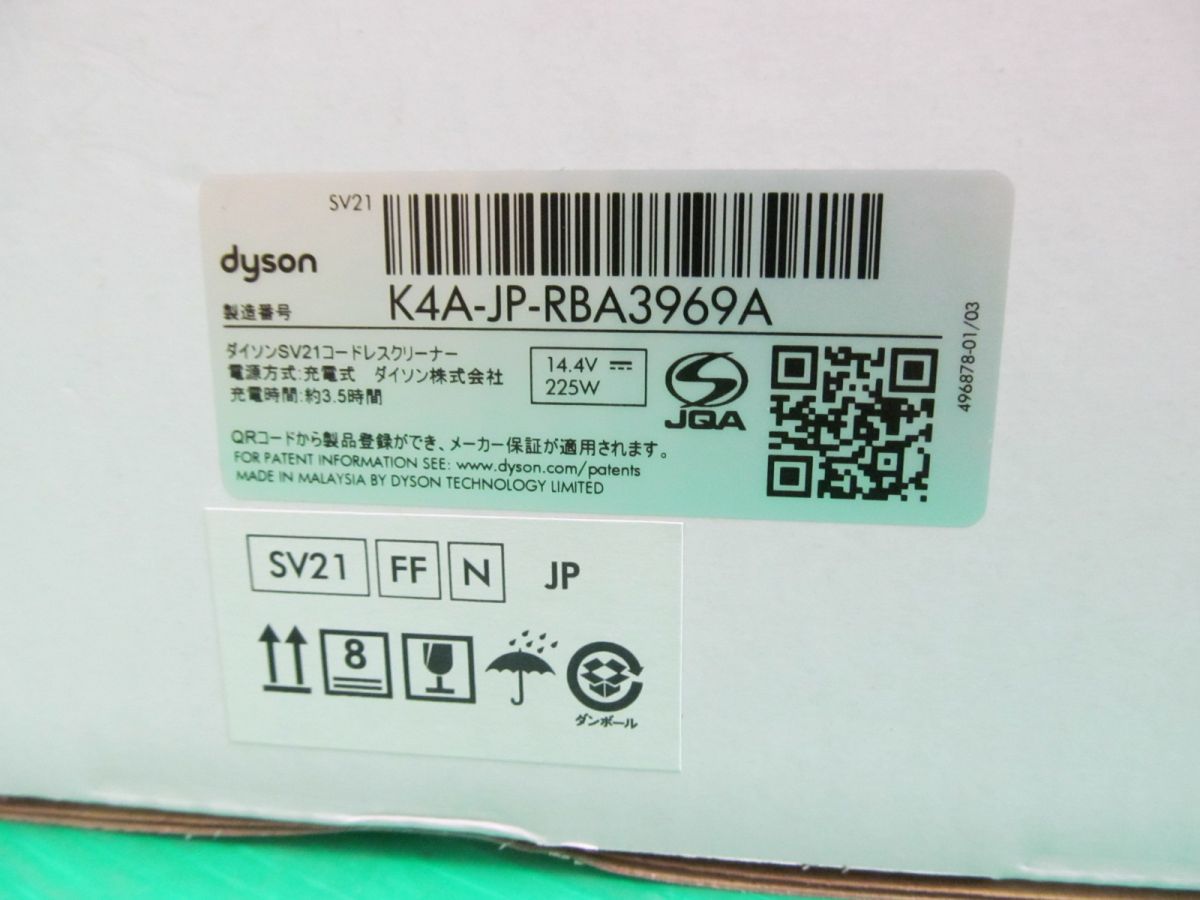 SV21
dyson
製造番号
K4A-JP-RBA3969A
ダイソンSV21コードレスクリーナー
電源方式:充電式 ダイソン株式会社
充電時間:約3.5時間
14.4V
225W
JQA
496878-01/03
QRコードから製品登録ができ、メーカー保証が適用されます。
FOR PATENT INFORMATION SEE: www.dyson.com/patents
MADE IN MALAYSIA BY DYSON TECHNOLOGY LIMITED
SV21 FF N JP
8
ダンボール